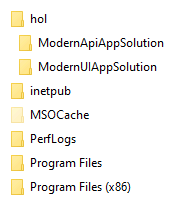 hol
ModernApiAppSolution
ModernUIAppSolution
inetpub
MSOCache
PerfLogs
Program Files
Program Files (x86)